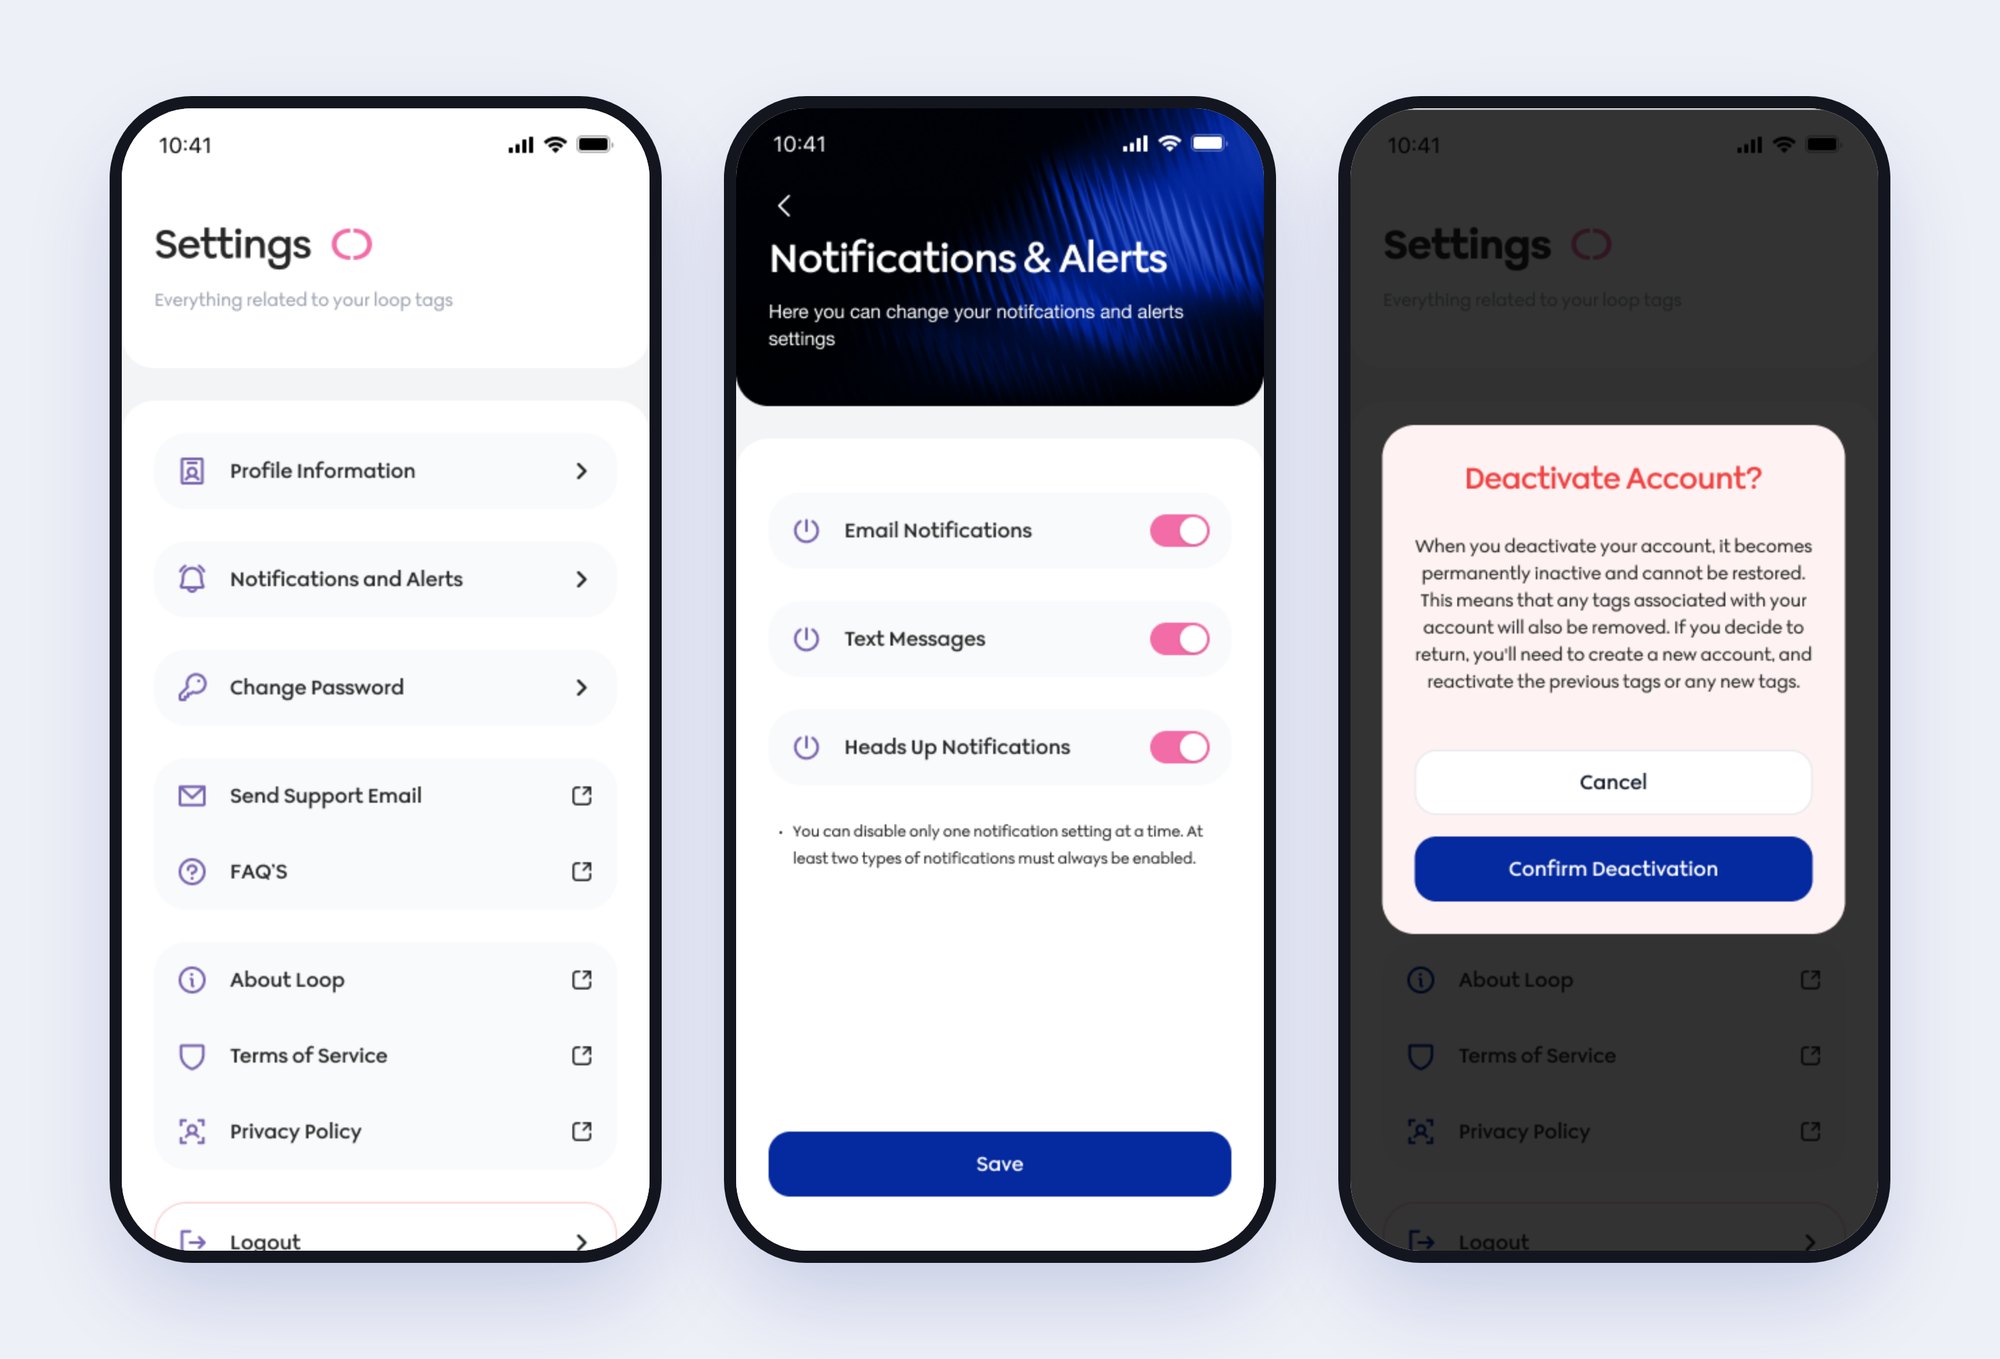 10:41
Settings
Everything related to your loop tags
Profile Information
Notifications and Alerts
Change Password
Send Support Email
FAQ'S
About Loop
Terms of Service
Privacy Policy
Logout
10:41
Notifications & Alerts
Here you can change your notifcations and alerts
settings
Email Notifications
Text Messages
Heads Up Notifications
• You can disable only one notification setting at a time. At
least two types of notifications must always be enabled.
Save
10:41
Settings
Everything related to your loop tags
Deactivate Account?
When you deactivate your account, it becomes
permanently inactive and cannot be restored.
This means that any tags associated with your
account will also be removed. If you decide to
return, you'll need to create a new account, and
reactivate the previous tags or any new tags.
Cancel
Confirm Deactivation
About Loop
Terms of Service
Privacy Policy
Logout